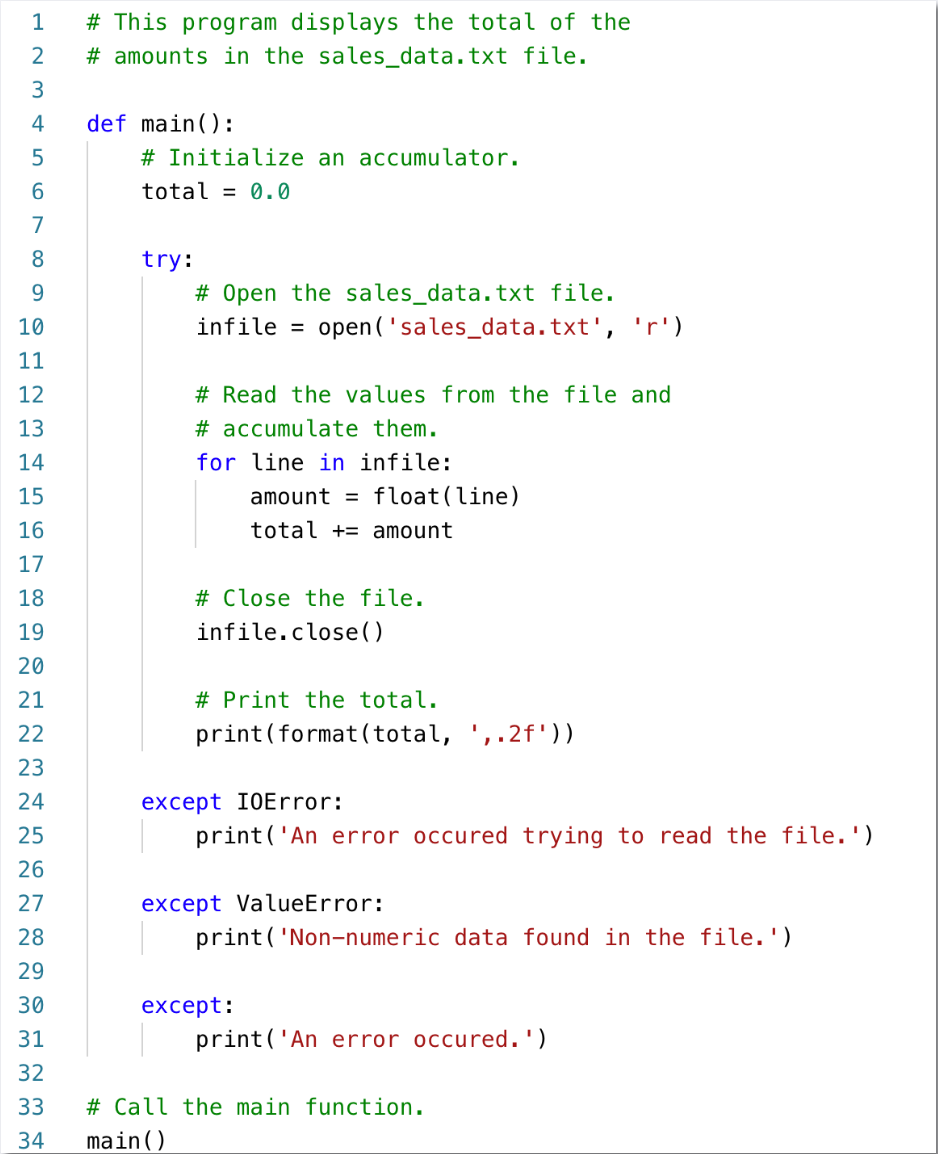 1 # This program displays the total of the
2 # amounts in the sales_data.txt file.
3
4 def main():
5     # Initialize an accumulator.
6     total = 0.0
7
8     try:
9         # Open the sales_data.txt file.
10         infile = open('sales_data.txt', 'r')
11
12         # Read the values from the file and
13         # accumulate them.
14         for line in infile:
15             amount = float(line)
16             total += amount
17
18         # Close the file.
19         infile.close()
20
21         # Print the total.
22         print(format(total, ',.2f'))
23
24     except IOError:
25         print('An error occured trying to read the file.')
26
27     except ValueError:
28         print('Non-numeric data found in the file.')
29
30     except:
31         print('An error occured.')
32
33 # Call the main function.
34 main()